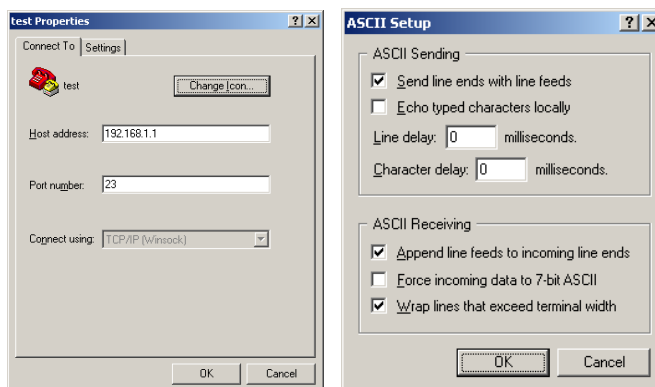 test Properties
Connect To
Settings
test
Change Icon...
Host address:
192.168.1.1
Port number:
23
Connect using:
TCP/IP (Winsock)
OK
Cancel
ASCII Setup
ASCII Sending
Send line ends with line feeds
Echo typed characters locally
Line delay: 0 milliseconds.
Character delay: 0 milliseconds.
ASCII Receiving
Append line feeds to incoming line ends
Force incoming data to 7-bit ASCII
Wrap lines that exceed terminal width
OK
Cancel